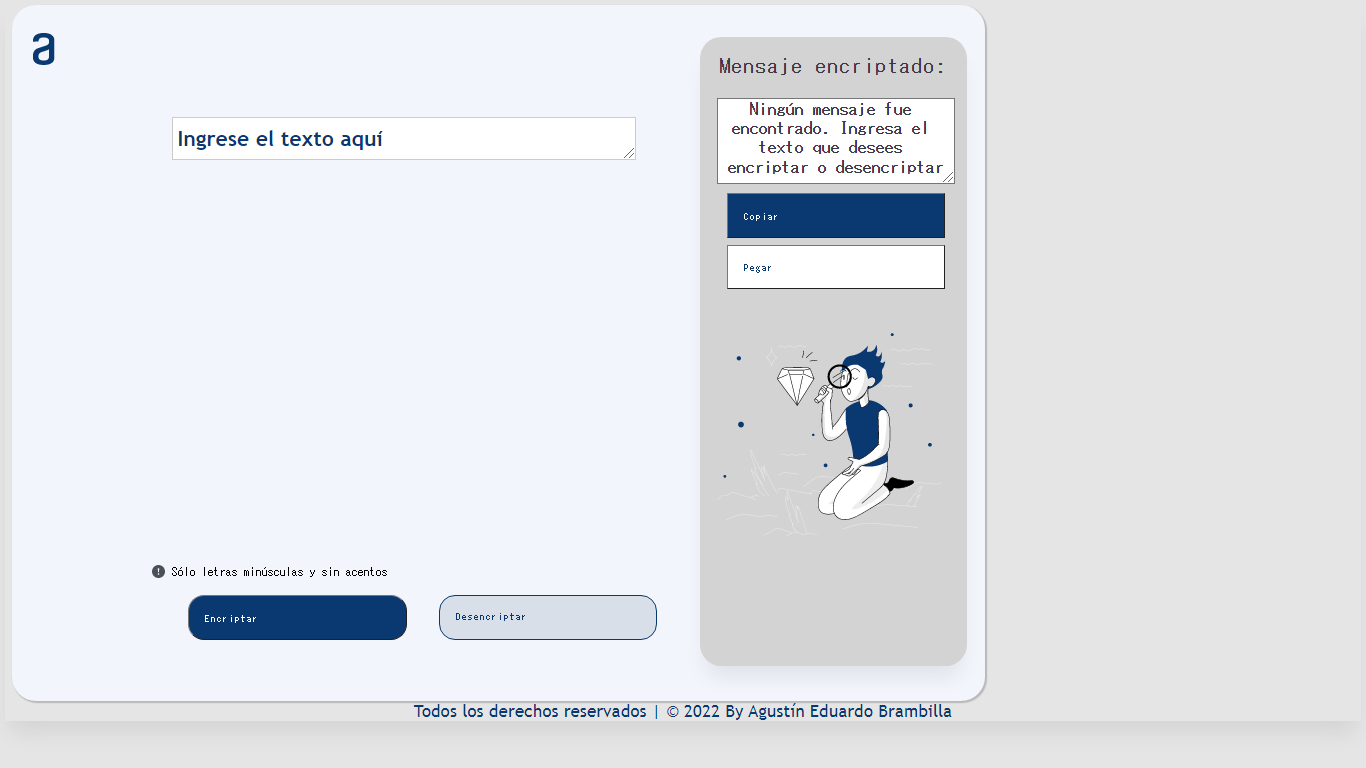 a
Ingrese el texto aquí
Sólo letras minúsculas y sin acentos
Encriptar
Desencriptar
Mensaje encriptado:
Ningún mensaje fue
encontrado. Ingresa el
texto que desees
encriptar o desencriptar
Copiar
Pegar
Todos los derechos reservados | © 2022 By Agustín Eduardo Brambilla